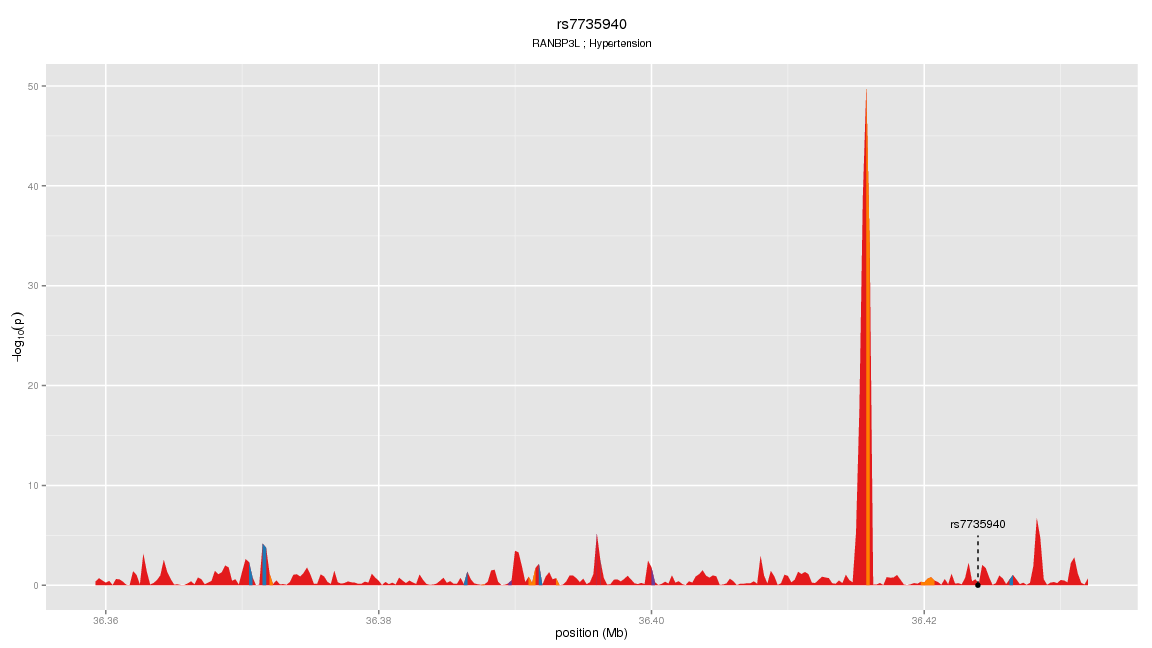 rs7735940
RANBP3L ; Hypertension
50
40
30
20
10
0
−log10(p)
rs7735940
36.36
36.38
36.40
36.42
position (Mb)